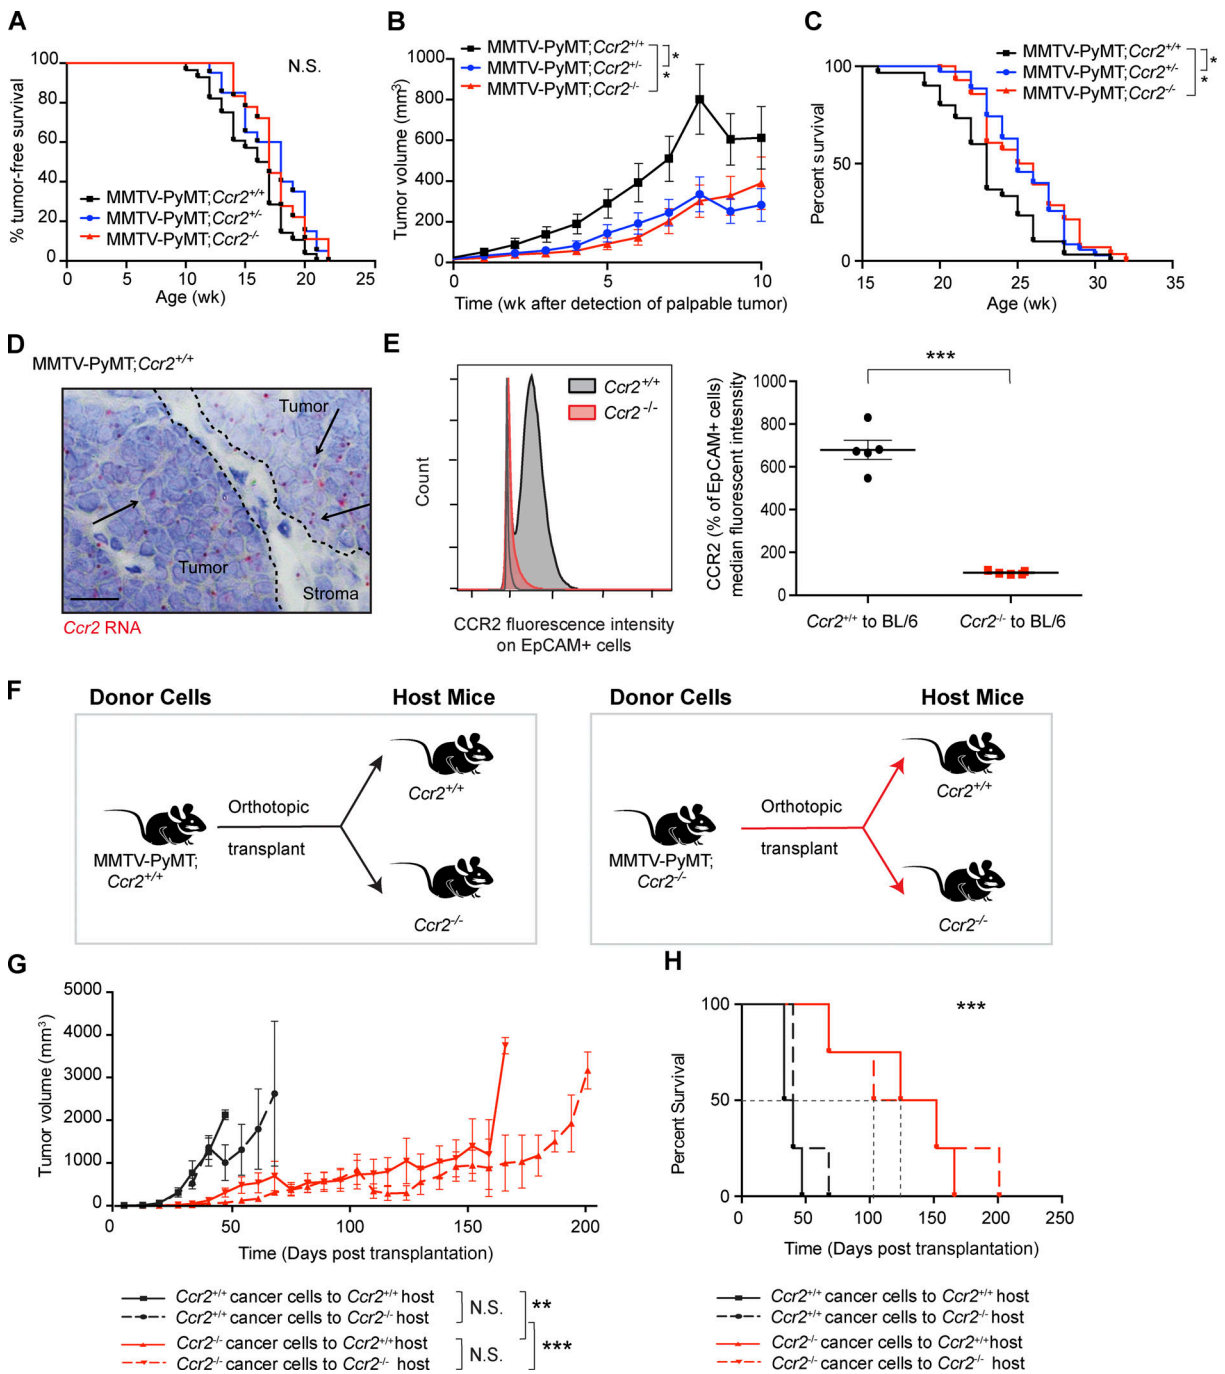 A
N.S.
% tumor-free survival
100
80
60
40
20
0
MMTV-PyMT;Ccr2+/+
MMTV-PyMT;Ccr2+/-
MMTV-PyMT;Ccr2-/-
0 5 10 15 20 25
Age (wk)
B
MMTV-PyMT;Ccr2+/+
MMTV-PyMT;Ccr2+/-
MMTV-PyMT;Ccr2-/-
*
*
Tumor volume (mm3)
1000
800
600
400
200
0
0 5 10
Time (wk after detection of palpable tumor)
C
MMTV-PyMT;Ccr2+/+
MMTV-PyMT;Ccr2+/-
MMTV-PyMT;Ccr2-/-
*
*
Percent survival
100
50
0
15 20 25 30 35
Age (wk)
D
MMTV-PyMT;Ccr2+/+
Tumor
Tumor
Stroma
Ccr2 RNA
E
Ccr2+/+
Ccr2-/-
Count
CCR2 fluorescence intensity
on EpCAM+ cells
***
CCR2 (% of EpCAM+ cells)
median fluorescent intesnsity
1000
800
600
400
200
0
Ccr2+/+ to BL/6 Ccr2-/- to BL/6
F
Donor Cells Host Mice
Ccr2+/+
Orthotopic
transplant
MMTV-PyMT;
Ccr2+/+
Ccr2-/-
Donor Cells Host Mice
Ccr2+/+
Orthotopic
transplant
MMTV-PyMT;
Ccr2-/-
Ccr2-/-
G
Tumor volume (mm3)
5000
4000
3000
2000
1000
0
0 50 100 150 200
Time (Days post transplantation)
Ccr2+/+ cancer cells to Ccr2+/+ host
Ccr2+/+ cancer cells to Ccr2-/- host
Ccr2-/- cancer cells to Ccr2+/+ host
Ccr2-/- cancer cells to Ccr2-/- host
N.S.
N.S.
**
***
H
***
Percent Survival
100
50
0
0 50 100 150 200 250
Time (Days post transplantation)
Ccr2+/+ cancer cells to Ccr2+/+ host
Ccr2+/+ cancer cells to Ccr2-/- host
Ccr2-/- cancer cells to Ccr2+/+ host
Ccr2-/- cancer cells to Ccr2-/- host